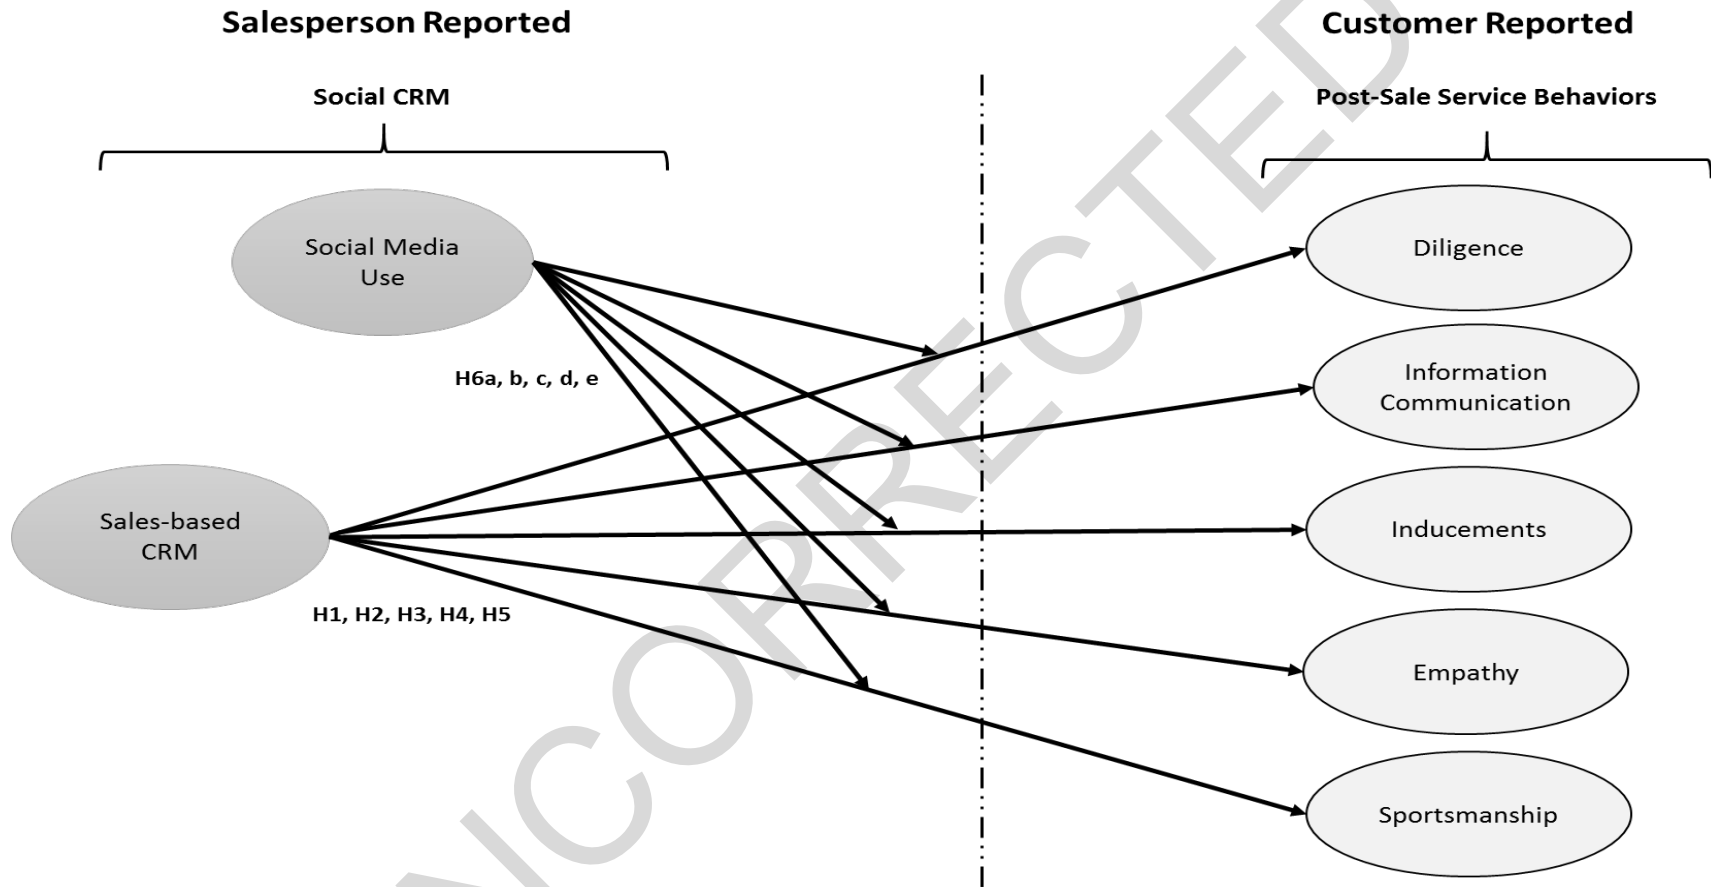 Salesperson Reported
Customer Reported
Social CRM
Post-Sale Service Behaviors
Social Media
Use
Diligence
H6a, b, c, d, e
Information
Communication
Sales-based
CRM
Inducements
H1, H2, H3, H4, H5
Empathy
Sportsmanship
NCORRECTED